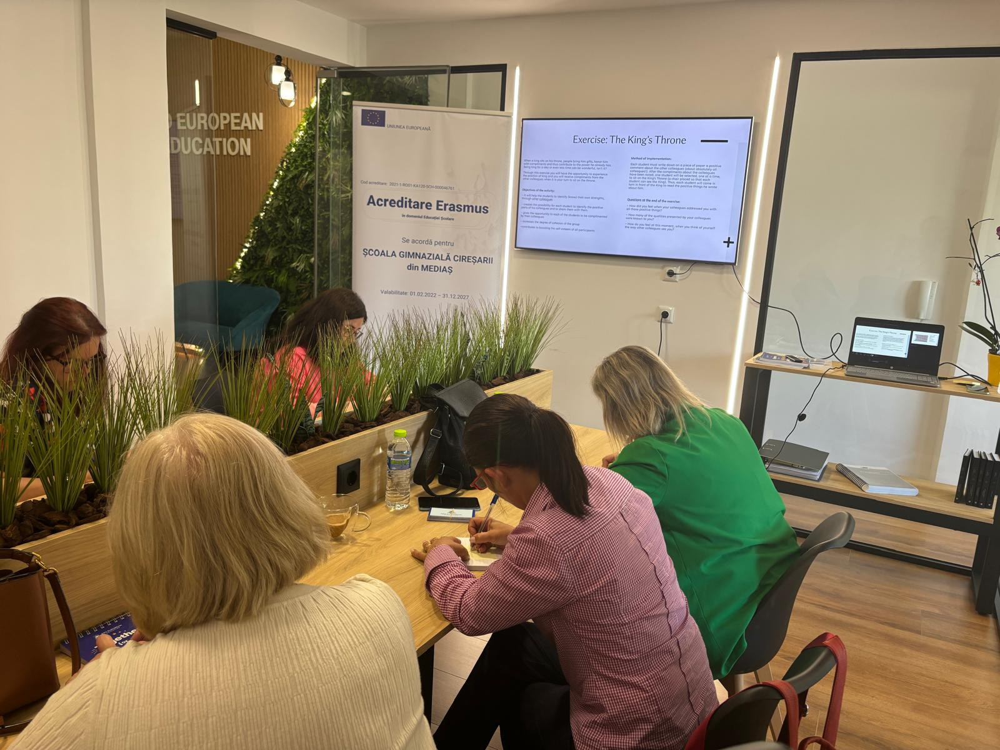 EUROPEAN
DUCATION
UNIUNEA EUROPEANĂ
Cod acreditare: 2021-1-RO01-KA120-SCH-000046761
Acreditare Erasmus
în domeniul Educației Școlare
Se acordă pentru
ȘCOALA GIMNAZIALĂ CIREȘARII
din MEDIAȘ
Valabilitate: 01.02.2022 – 31.12.2027
Exercise: The King's Throne
When a king sits on his throne, people bring him gifts, honor him
with compliments and thus contribute to the power he already has.
Being king for a day or even less time can be wonderful, isn't it?
Through this exercise you will have the opportunity to experience
the position of king and you will receive compliments from the
other colleagues when it is your turn to sit on the throne.
Objectives of the activity:
– it will help the students to identify (know) their own strengths,
through other colleagues
– creates the possibility for each student to identify the positive
parts of his colleagues and to share them with them
– gives the opportunity to each of the students to be complimented
by their colleagues
– increases the degree of cohesion of the group
–contributes to boosting the self-esteem of all participants
Method of implementation:
Each student must write down on a piece of paper a positive
comment about the other colleagues (about absolutely all
colleagues!). After the compliments about the colleagues
have been noted, one student will be selected, one at a time,
to sit on the King's Throne (a chair placed so that each
student can see the King). Thus, each student will come in
turn in front of the King to read the positive things he wrote
about him.
Questions at the end of the exercise:
– How did you feel when your colleagues addressed you with
all those positive things?
– How many of the qualities presented by your colleagues
were known to you?
– How do you feel at this moment, when you think of yourself
the way other colleagues see you?
Exercise: The King's Throne